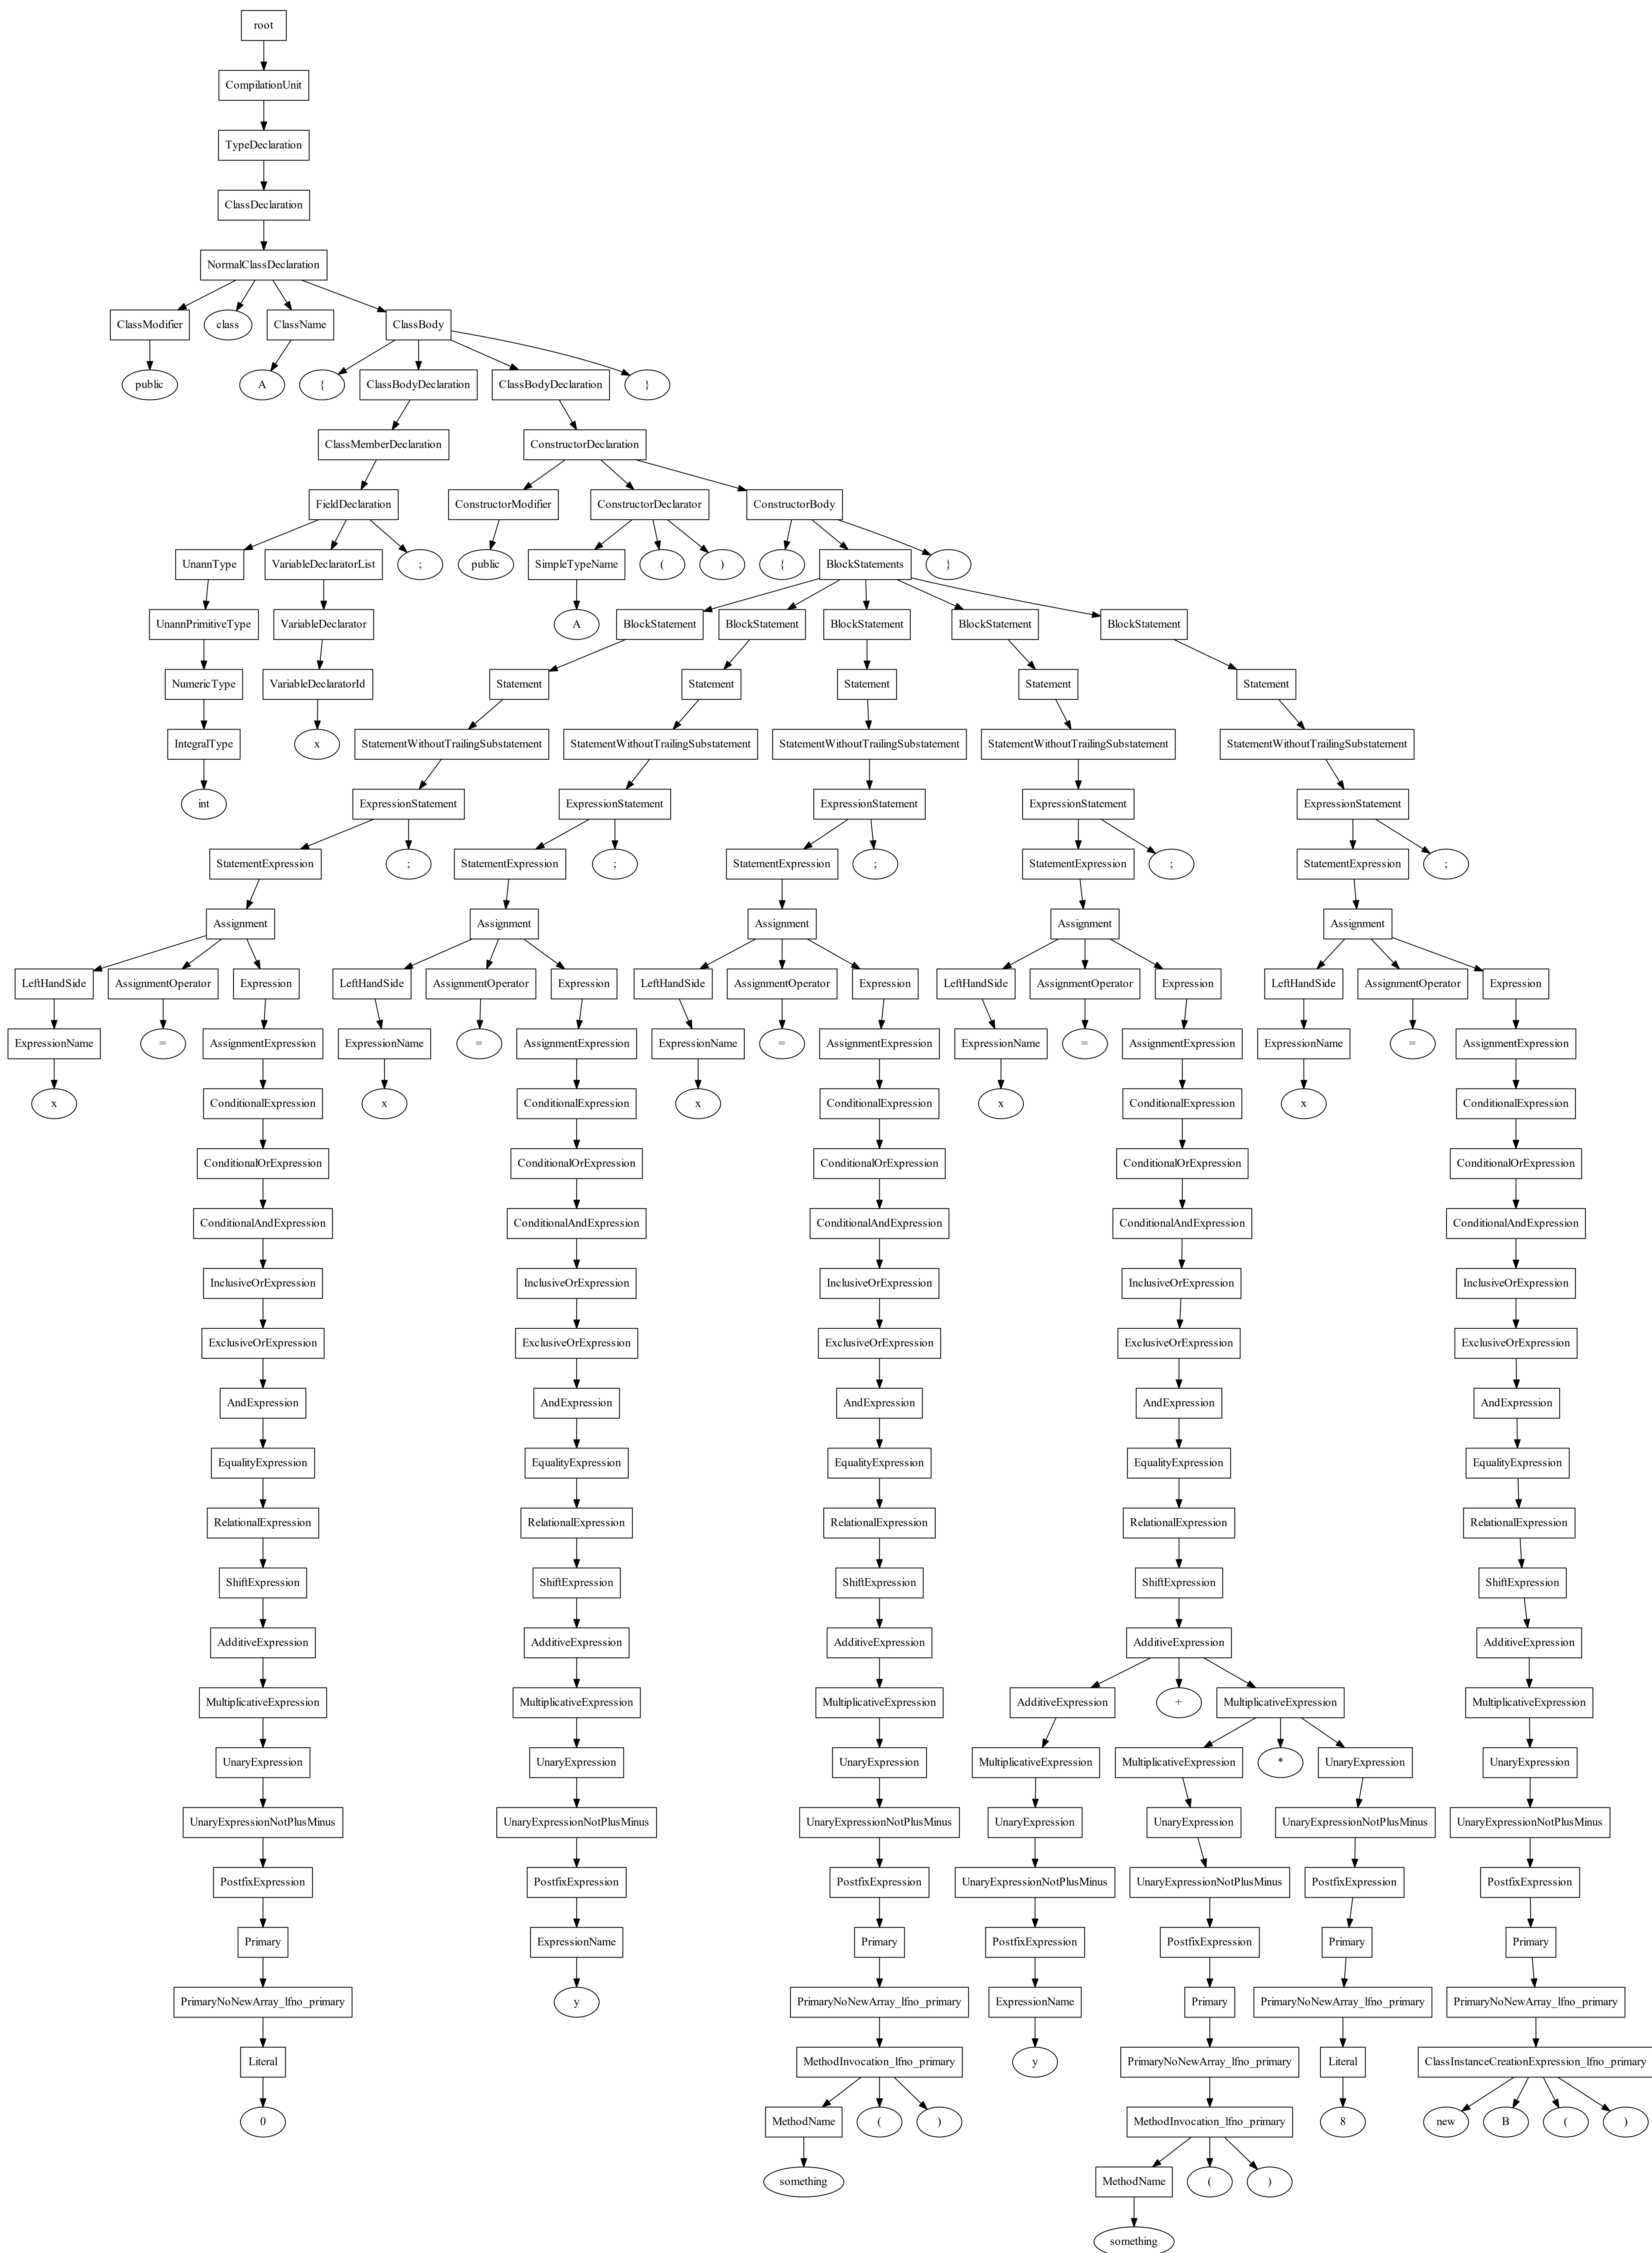 root
CompilationUnit
TypeDeclaration
ClassDeclaration
NormalClassDeclaration
ClassModifier class ClassName ClassBody
public A { ClassBodyDeclaration ClassBodyDeclaration }
ClassMemberDeclaration ConstructorDeclaration
FieldDeclaration ConstructorModifier ConstructorDeclarator ConstructorBody
UnannType VariableDeclaratorList ; public SimpleTypeName ( ) { BlockStatements }
UnannPrimitiveType VariableDeclarator A BlockStatement BlockStatement BlockStatement BlockStatement BlockStatement
NumericType VariableDeclaratorId Statement Statement Statement Statement Statement
IntegralType x StatementWithoutTrailingSubstatement StatementWithoutTrailingSubstatement StatementWithoutTrailingSubstatement StatementWithoutTrailingSubstatement StatementWithoutTrailingSubstatement
int ExpressionStatement ExpressionStatement ExpressionStatement ExpressionStatement ExpressionStatement
StatementExpression ; StatementExpression ; StatementExpression ; StatementExpression ; StatementExpression ;
Assignment Assignment Assignment Assignment Assignment
LeftHandSide AssignmentOperator Expression LeftHandSide AssignmentOperator Expression LeftHandSide AssignmentOperator Expression LeftHandSide AssignmentOperator Expression LeftHandSide AssignmentOperator Expression
ExpressionName = AssignmentExpression ExpressionName = AssignmentExpression ExpressionName = AssignmentExpression ExpressionName = AssignmentExpression ExpressionName = AssignmentExpression
x ConditionalExpression x ConditionalExpression x ConditionalExpression x ConditionalExpression x ConditionalExpression
ConditionalOrExpression ConditionalOrExpression ConditionalOrExpression ConditionalOrExpression ConditionalOrExpression
ConditionalAndExpression ConditionalAndExpression ConditionalAndExpression ConditionalAndExpression ConditionalAndExpression
InclusiveOrExpression InclusiveOrExpression InclusiveOrExpression InclusiveOrExpression InclusiveOrExpression
ExclusiveOrExpression ExclusiveOrExpression ExclusiveOrExpression ExclusiveOrExpression ExclusiveOrExpression
AndExpression AndExpression AndExpression AndExpression AndExpression
EqualityExpression EqualityExpression EqualityExpression EqualityExpression EqualityExpression
RelationalExpression RelationalExpression RelationalExpression RelationalExpression RelationalExpression
ShiftExpression ShiftExpression ShiftExpression ShiftExpression ShiftExpression
AdditiveExpression AdditiveExpression AdditiveExpression AdditiveExpression AdditiveExpression
MultiplicativeExpression MultiplicativeExpression MultiplicativeExpression AdditiveExpression + MultiplicativeExpression MultiplicativeExpression
UnaryExpression UnaryExpression UnaryExpression MultiplicativeExpression MultiplicativeExpression * UnaryExpression UnaryExpression
UnaryExpressionNotPlusMinus UnaryExpressionNotPlusMinus UnaryExpressionNotPlusMinus UnaryExpression UnaryExpression UnaryExpressionNotPlusMinus UnaryExpressionNotPlusMinus
PostfixExpression PostfixExpression PostfixExpression UnaryExpressionNotPlusMinus UnaryExpressionNotPlusMinus PostfixExpression PostfixExpression
Primary ExpressionName Primary PostfixExpression PostfixExpression Primary Primary
PrimaryNoNewArray_lfno_primary y PrimaryNoNewArray_lfno_primary ExpressionName Primary PrimaryNoNewArray_lfno_primary PrimaryNoNewArray_lfno_primary
Literal MethodInvocation_lfno_primary y PrimaryNoNewArray_lfno_primary Literal ClassInstanceCreationExpression_lfno_primary
0 MethodName ( ) MethodInvocation_lfno_primary 8 new B ( )
something MethodName ( )
something